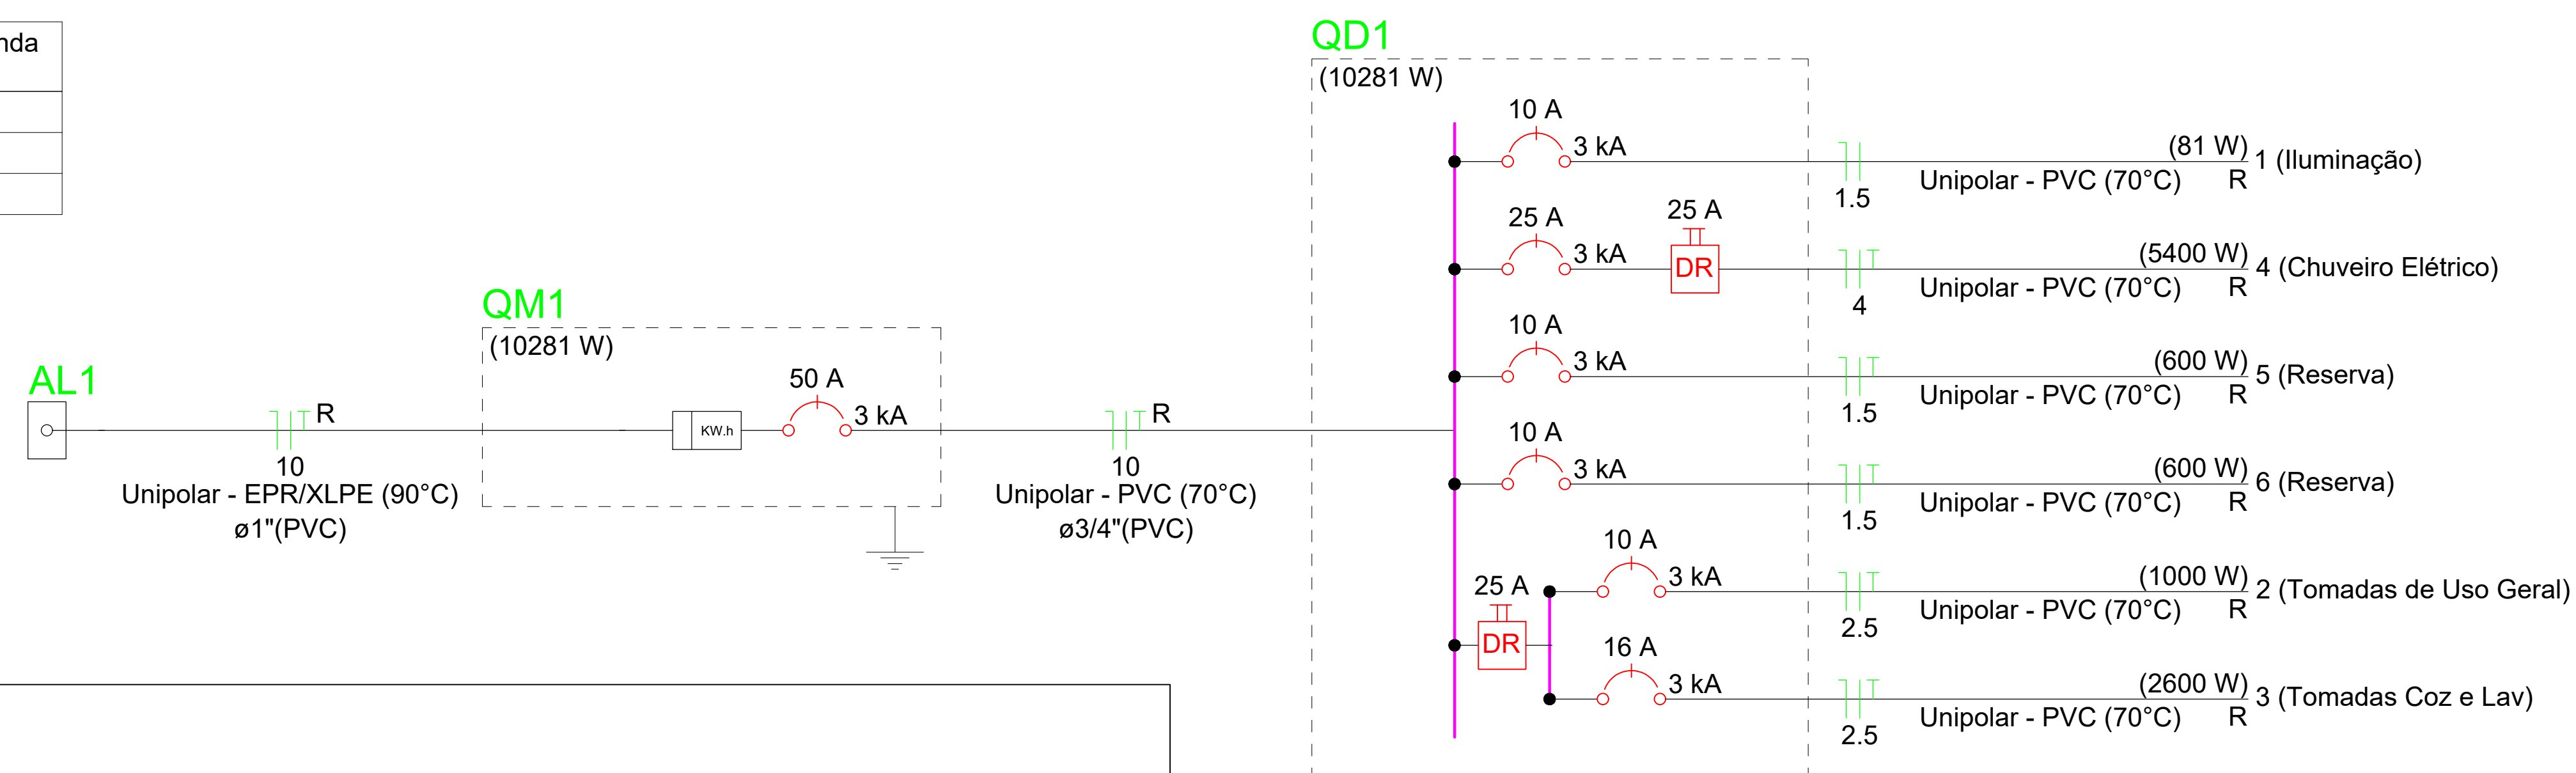 nda
QD1
(10281 W)
10 A
3 kA
1.5
(81 W)
Unipolar - PVC (70°C)
R
1 (Iluminação)
25 A
3 kA
25 A
DR
4
(5400 W)
Unipolar - PVC (70°C)
R
4 (Chuveiro Elétrico)
10 A
3 kA
1.5
(600 W)
Unipolar - PVC (70°C)
R
5 (Reserva)
10 A
3 kA
1.5
(600 W)
Unipolar - PVC (70°C)
R
6 (Reserva)
25 A
DR
10 A
3 kA
2.5
(1000 W)
Unipolar - PVC (70°C)
R
2 (Tomadas de Uso Geral)
16 A
3 kA
2.5
(2600 W)
Unipolar - PVC (70°C)
R
3 (Tomadas Coz e Lav)
QM1
(10281 W)
KW.h
50 A
3 kA
AL1
R
10
Unipolar - EPR/XLPE (90°C)
ø1"(PVC)
R
10
Unipolar - PVC (70°C)
ø3/4"(PVC)